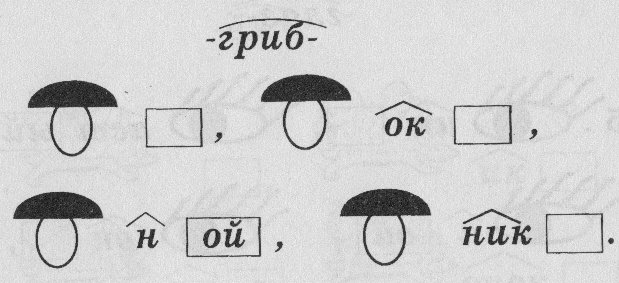 -гриб-
, ок ,
н ой , ник .